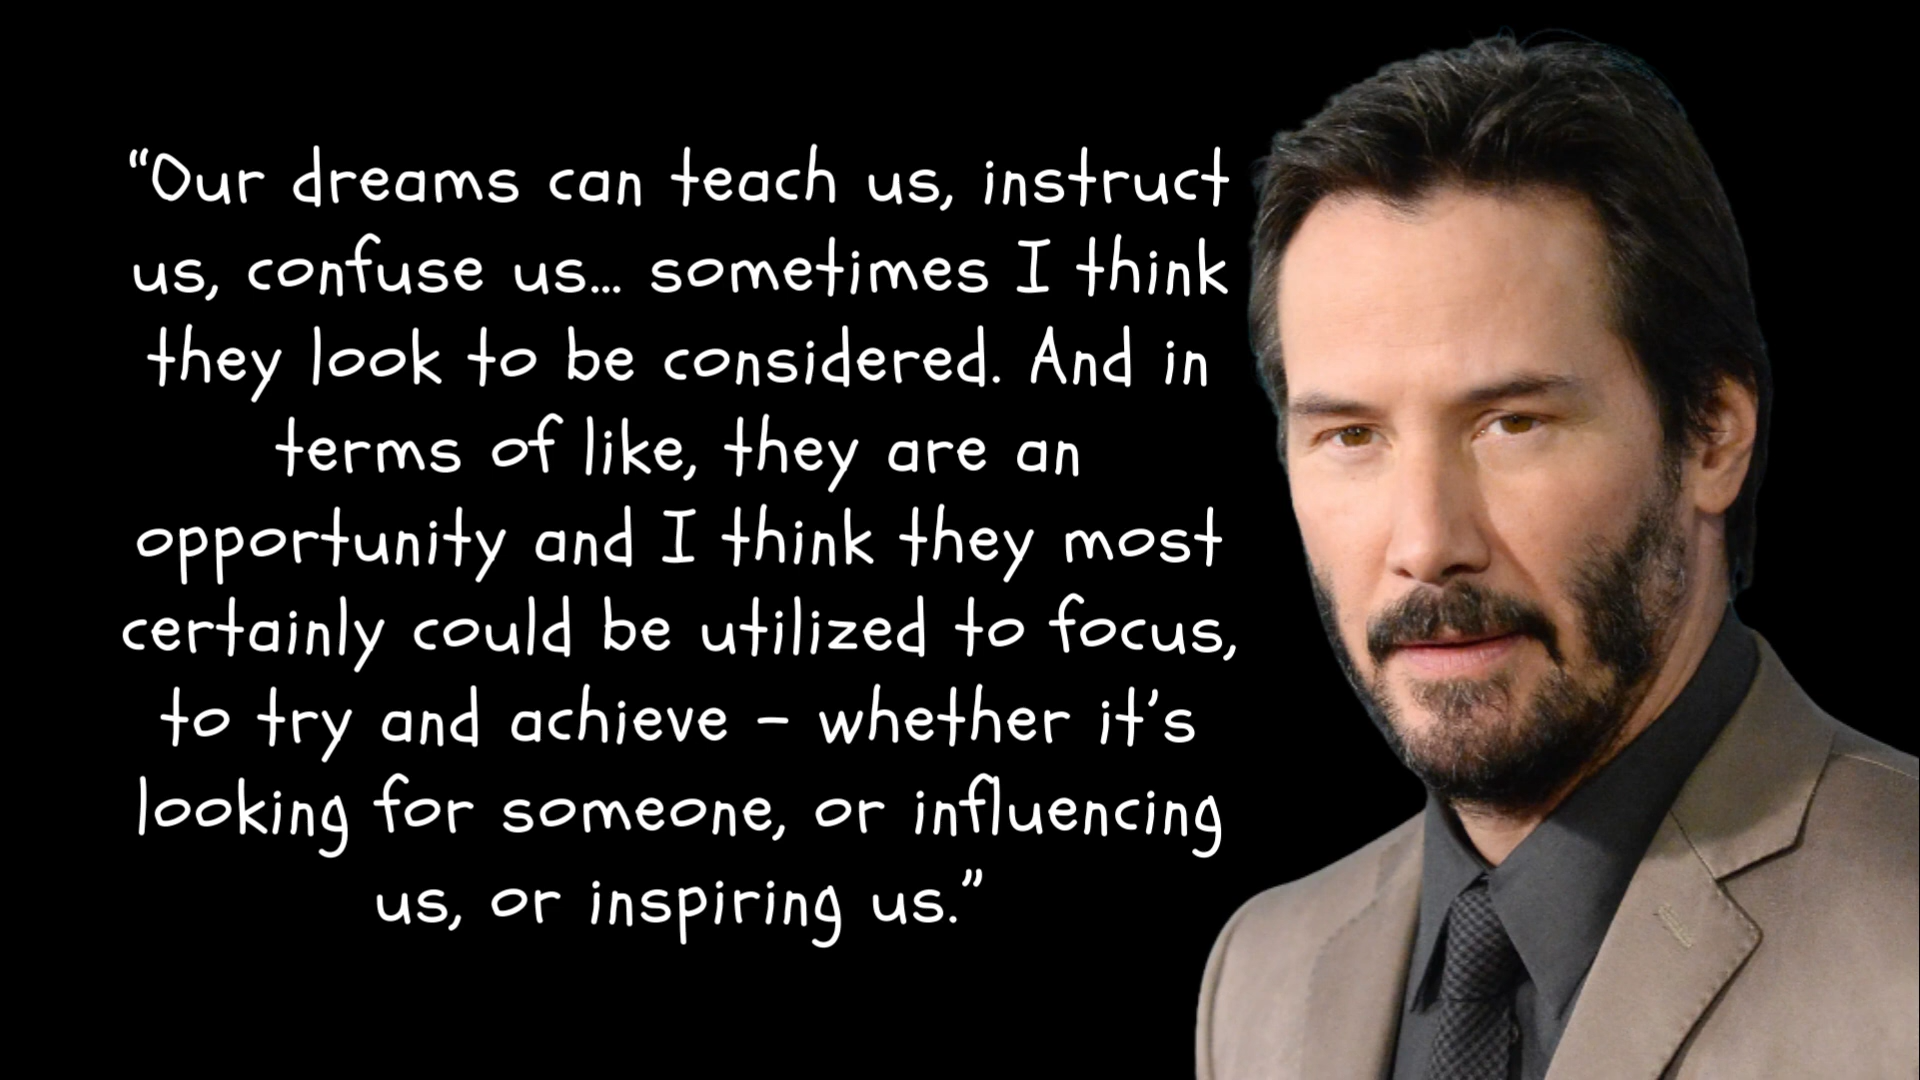 “Our dreams can teach us, instruct
us, confuse us... sometimes I think
they look to be considered. And in
terms of like, they are an
opportunity and I think they most
certainly could be utilized to focus,
to try and achieve – whether it’s
looking for someone, or influencing
us, or inspiring us.”